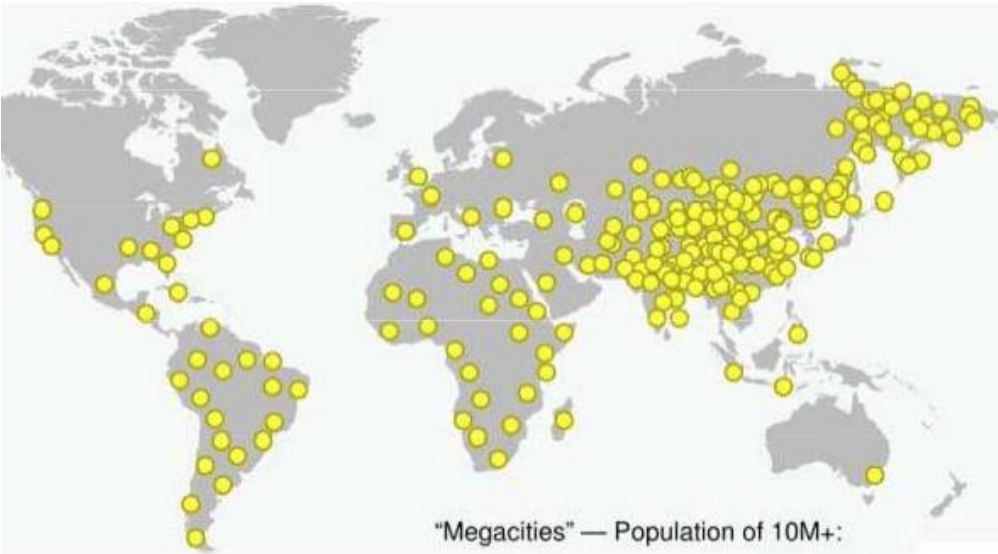 “Megacities” — Population of 10M+: